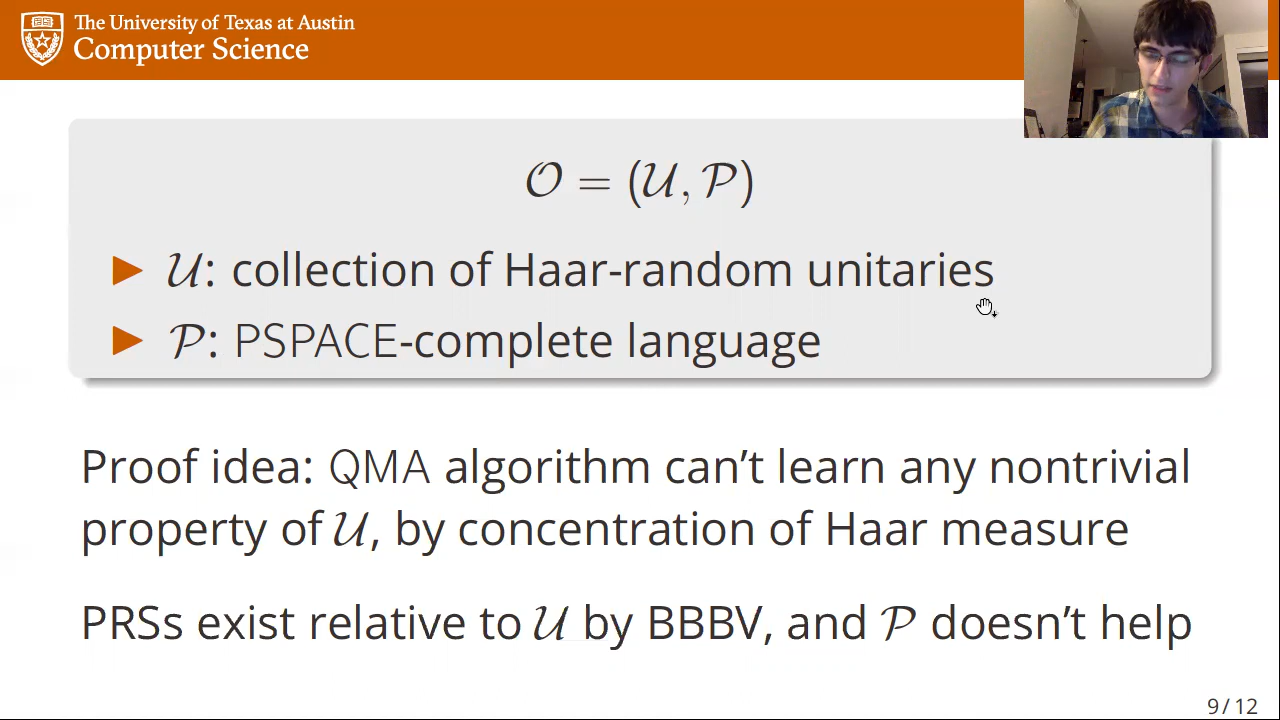 The University of Texas at Austin
Computer Science
𝒪 = (𝒰, 𝒫)
▶ 𝒰: collection of Haar-random unitaries
▶ 𝒫: PSPACE-complete language
Proof idea: QMA algorithm can’t learn any nontrivial
property of 𝒰, by concentration of Haar measure
PRSs exist relative to 𝒰 by BBBV, and 𝒫 doesn’t help
9 / 12